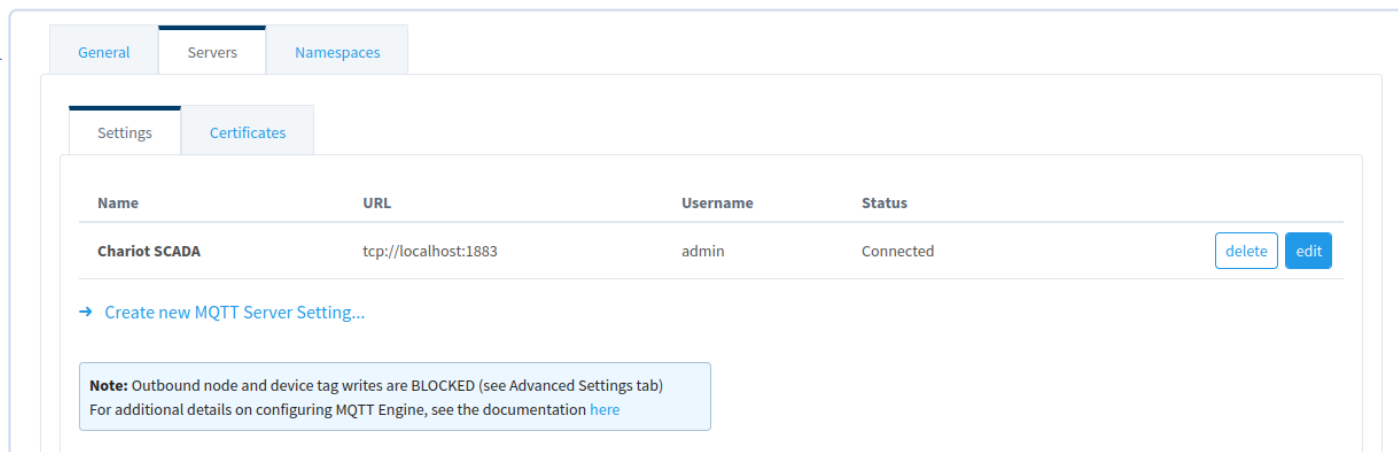 General Servers Namespaces
Settings Certificates
Name URL Username Status
Chariot SCADA tcp://localhost:1883 admin Connected delete edit
→ Create new MQTT Server Setting...
Note: Outbound node and device tag writes are BLOCKED (see Advanced Settings tab)
For additional details on configuring MQTT Engine, see the documentation here